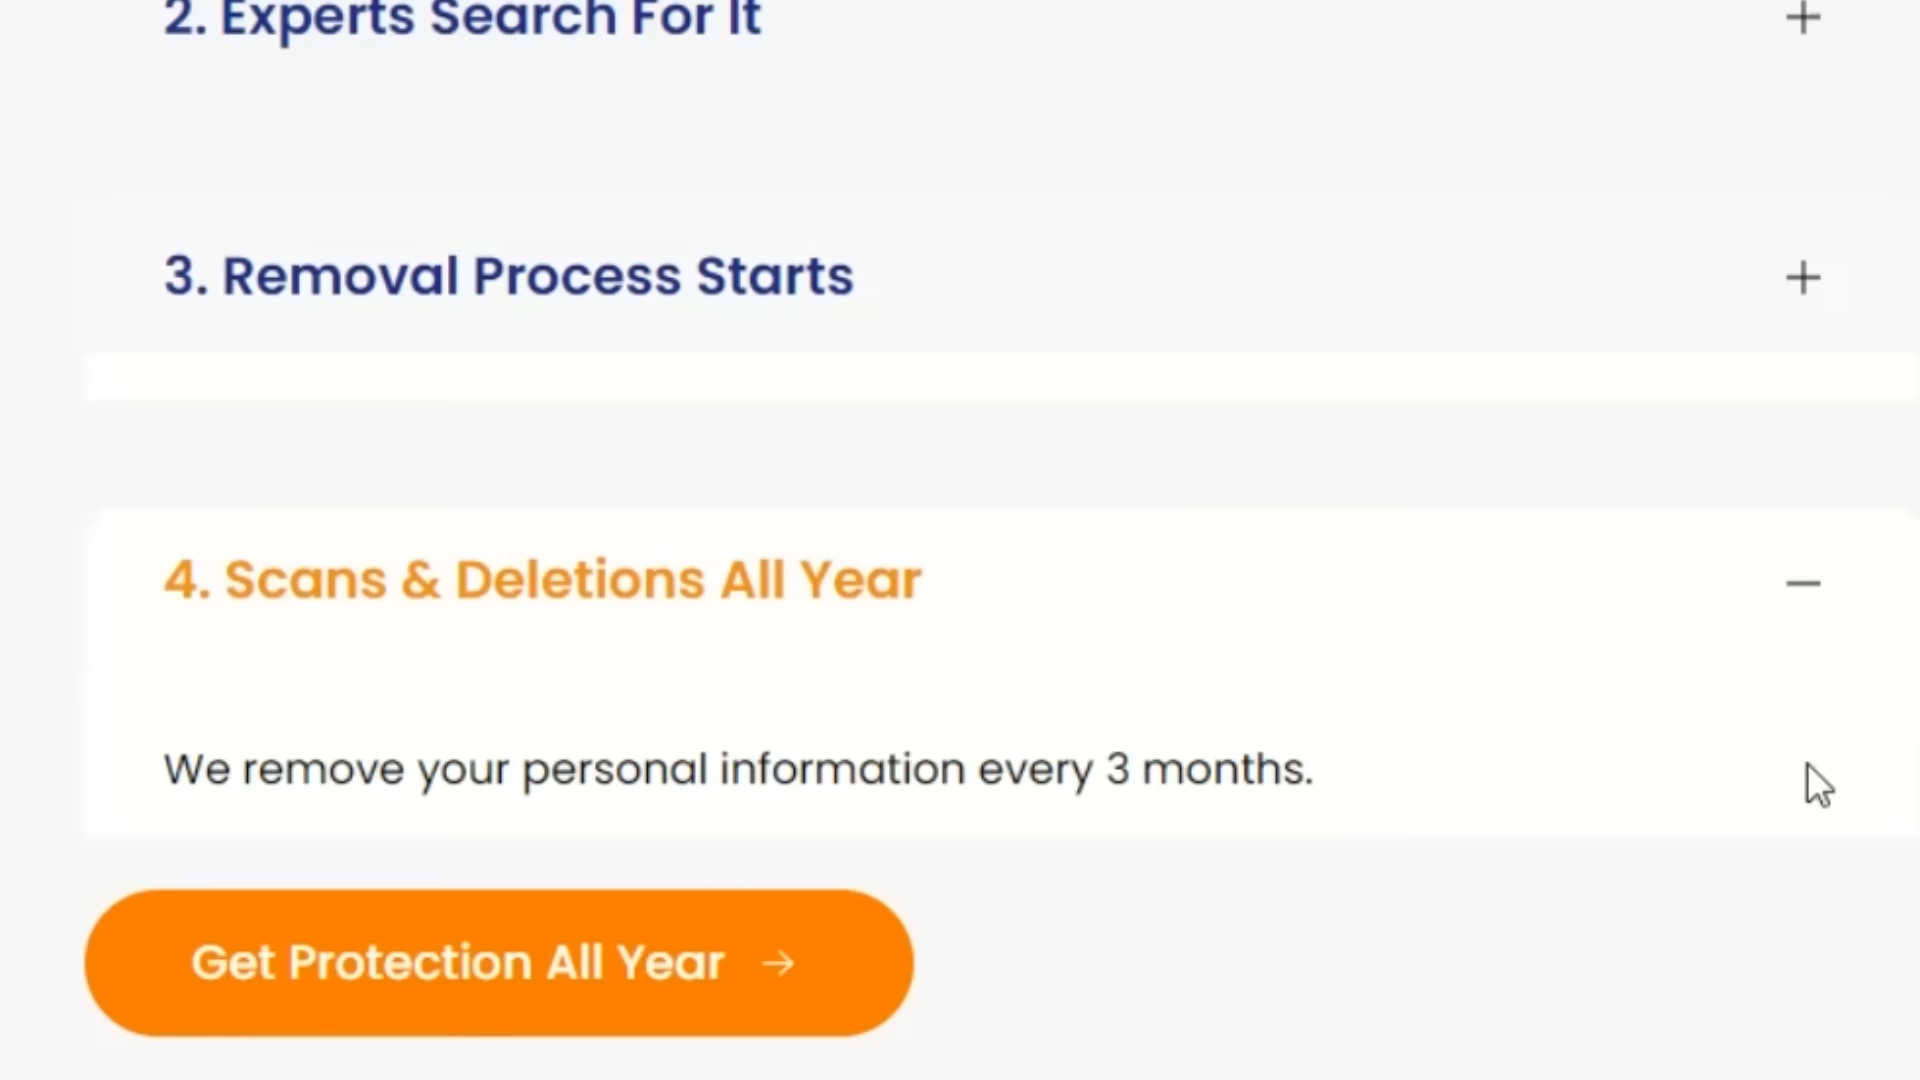 2. Experts Search For It
3. Removal Process Starts
4. Scans & Deletions All Year
We remove your personal information every 3 months.
Get Protection All Year →